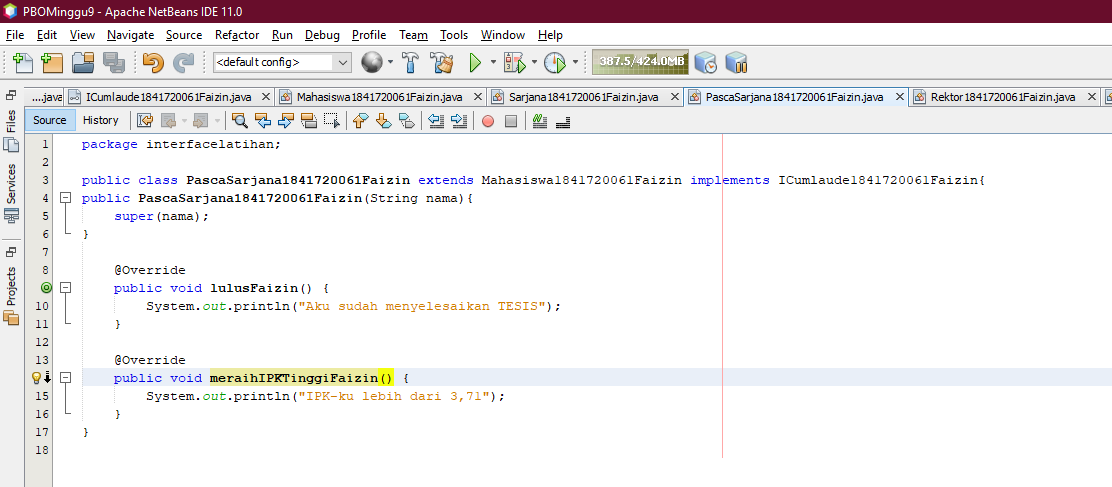 PBOMinggu9 - Apache NetBeans IDE 11.0
File Edit View Navigate Source Refactor Run Debug Profile Team Tools Window Help
<default config> 387.5/424.0MB
....java ICumlaude1841720061Faizin.java Mahasiswa1841720061Faizin.java Sarjana1841720061Faizin.java PascaSarjana1841720061Faizin.java Rektor1841720061Faizin.java
Files
Services
Projects
Source History
1 package interfacelatihan;
2
3 public class PascaSarjana1841720061Faizin extends Mahasiswa1841720061Faizin implements ICumlaude1841720061Faizin{
4 public PascaSarjana1841720061Faizin(String nama){
5 super(nama);
6 }
7
8 @Override
public void lulusFaizin() {
10 System.out.println("Aku sudah menyelesaikan TESIS");
11 }
12
13 @Override
public void meraihIPKTinggiFaizin() {
15 System.out.println("IPK-ku lebih dari 3,71");
16 }
17 }
18